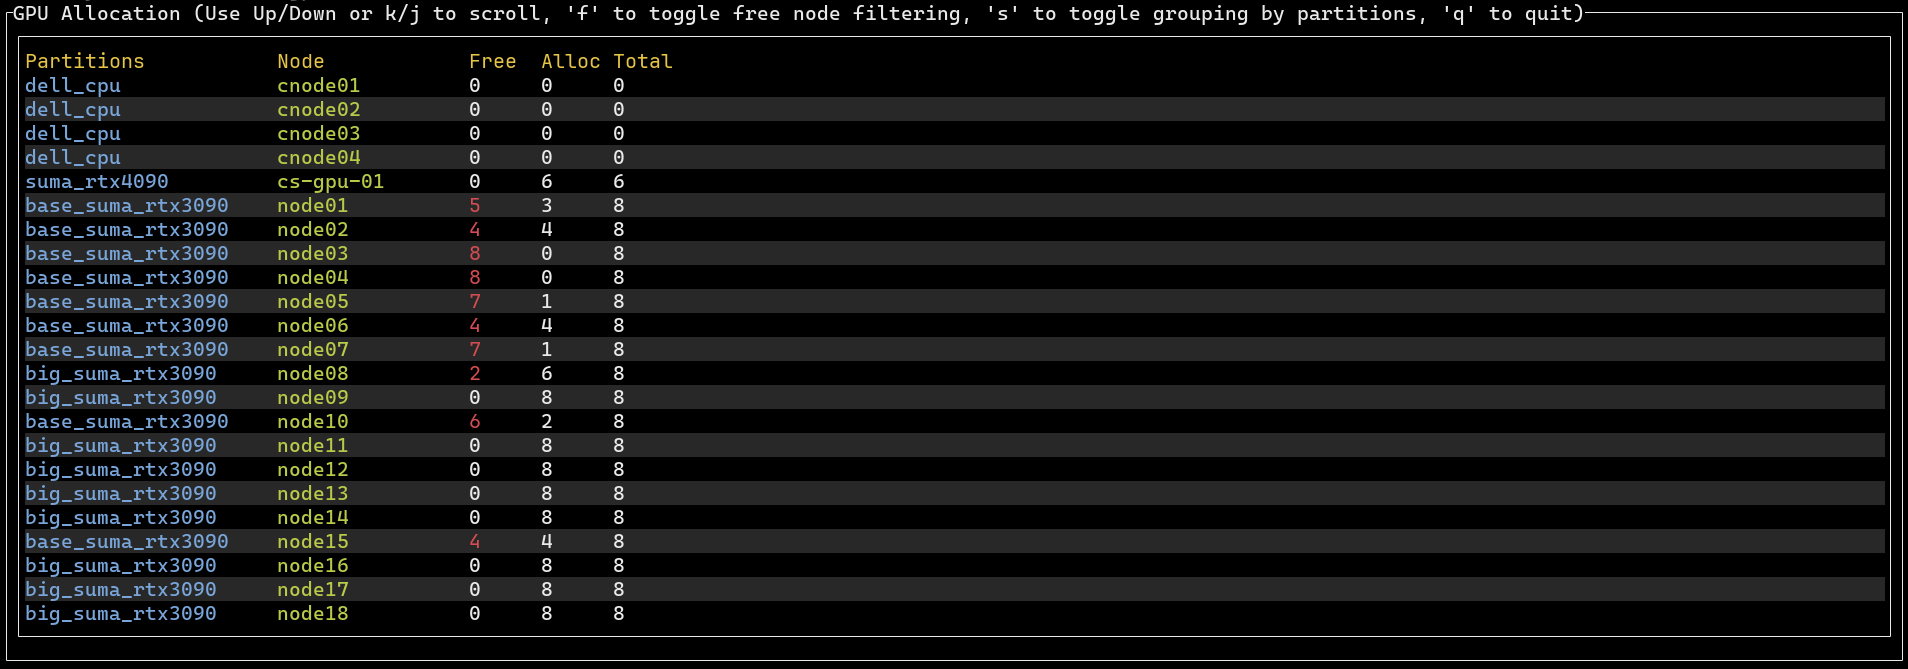 GPU Allocation (Use Up/Down or k/j to scroll, 'f' to toggle free node filtering, 's' to toggle grouping by partitions, 'q' to quit)
Partitions Node Free Alloc Total
dell_cpu cnode01 0 0 0
dell_cpu cnode02 0 0 0
dell_cpu cnode03 0 0 0
dell_cpu cnode04 0 0 0
suma_rtx4090 cs-gpu-01 0 6 6
base_suma_rtx3090 node01 5 3 8
base_suma_rtx3090 node02 4 4 8
base_suma_rtx3090 node03 8 0 8
base_suma_rtx3090 node04 8 0 8
base_suma_rtx3090 node05 7 1 8
base_suma_rtx3090 node06 4 4 8
base_suma_rtx3090 node07 7 1 8
big_suma_rtx3090 node08 2 6 8
big_suma_rtx3090 node09 0 8 8
base_suma_rtx3090 node10 6 2 8
big_suma_rtx3090 node11 0 8 8
big_suma_rtx3090 node12 0 8 8
big_suma_rtx3090 node13 0 8 8
big_suma_rtx3090 node14 0 8 8
base_suma_rtx3090 node15 4 4 8
big_suma_rtx3090 node16 0 8 8
big_suma_rtx3090 node17 0 8 8
big_suma_rtx3090 node18 0 8 8